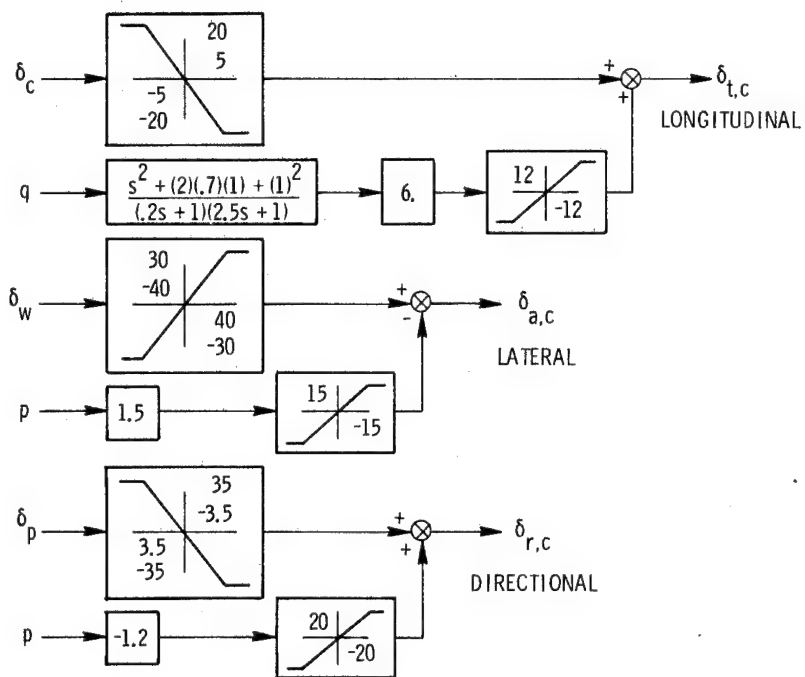 20
5
-5
-20
δc
δt,c
LONGITUDINAL
q
s² + (2)(.7)(1) + (1)²
(.2s + 1)(2.5s + 1)
6.
12
-12
+
+
δw
30
-40
40
-30
+
-
δa,c
LATERAL
p
1.5
15
-15
δp
35
-3.5
3.5
-35
+
+
δr,c
DIRECTIONAL
p
-1.2
20
-20